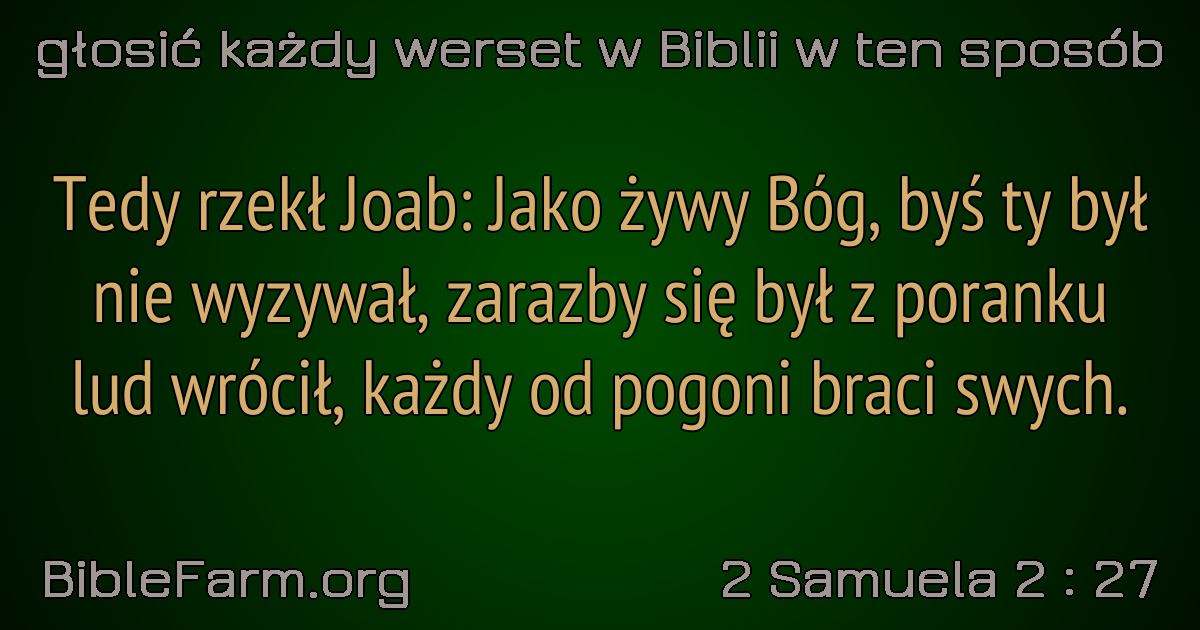 głosić każdy werset w Biblii w ten sposób
Tedy rzekł Joab: Jako żywy Bóg, byś ty był
nie wyzywał, zarazby się był z poranku
lud wrócił, każdy od pogoni braci swych.
BibleFarm.org
2 Samuela 2 : 27